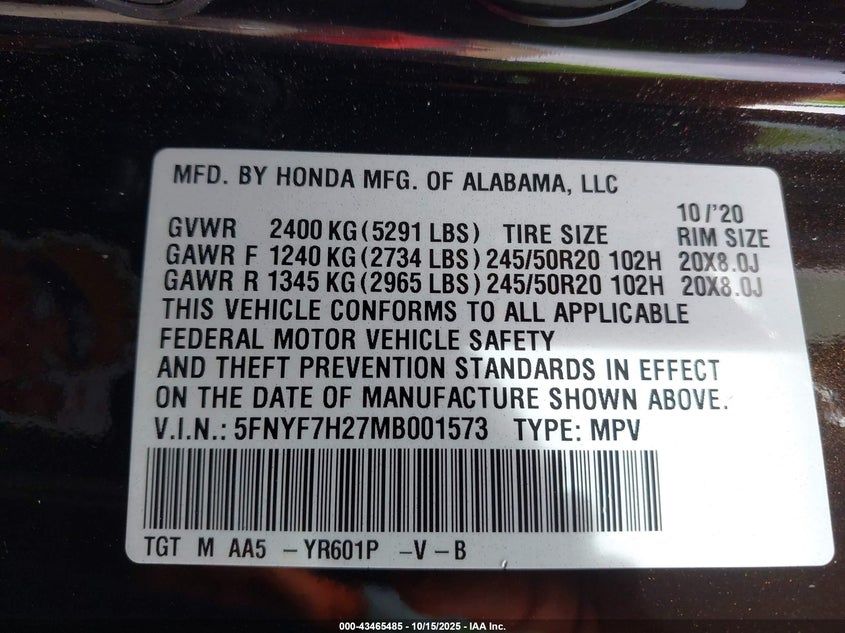 MFD. BY HONDA MFG. OF ALABAMA, LLC
10/'20
GVWR 2400 KG (5291 LBS) TIRE SIZE RIM SIZE
GAWR F 1240 KG (2734 LBS) 245/50R20 102H 20X8.0J
GAWR R 1345 KG (2965 LBS) 245/50R20 102H 20X8.0J
THIS VEHICLE CONFORMS TO ALL APPLICABLE
FEDERAL MOTOR VEHICLE SAFETY
AND THEFT PREVENTION STANDARDS IN EFFECT
ON THE DATE OF MANUFACTURE SHOWN ABOVE.
V.I.N.: 5FNYF7H27MB001573 TYPE: MPV
TGT M AA5 - YR601P -V - B
000-43465485 - 10/15/2025 - IAA Inc.